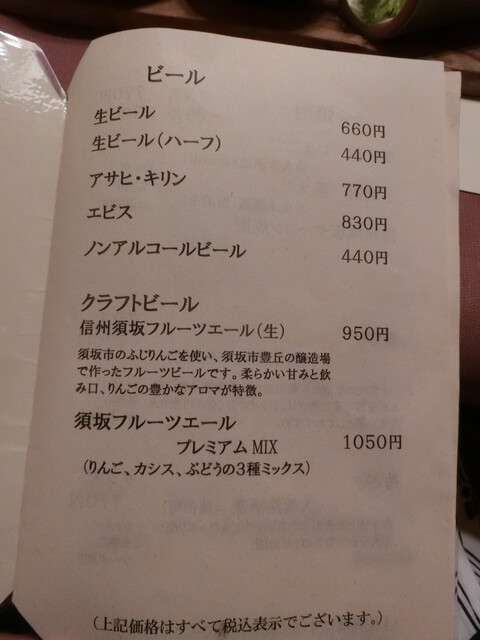 ビール
生ビール 660円
生ビール(ハーフ) 440円
アサヒ・キリン 770円
エビス 830円
ノンアルコールビール 440円
クラフトビール
信州須坂フルーツエール(生) 950円
須坂市のふじりんごを使い、須坂市豊丘の醸造場
で作ったフルーツビールです。柔らかい甘みと飲
み口、りんごの豊かなアロマが特徴。
須坂フルーツエール
プレミアムMIX 1050円
(りんご、カシス、ぶどうの3種ミックス)
(上記価格はすべて税込表示でございます。)